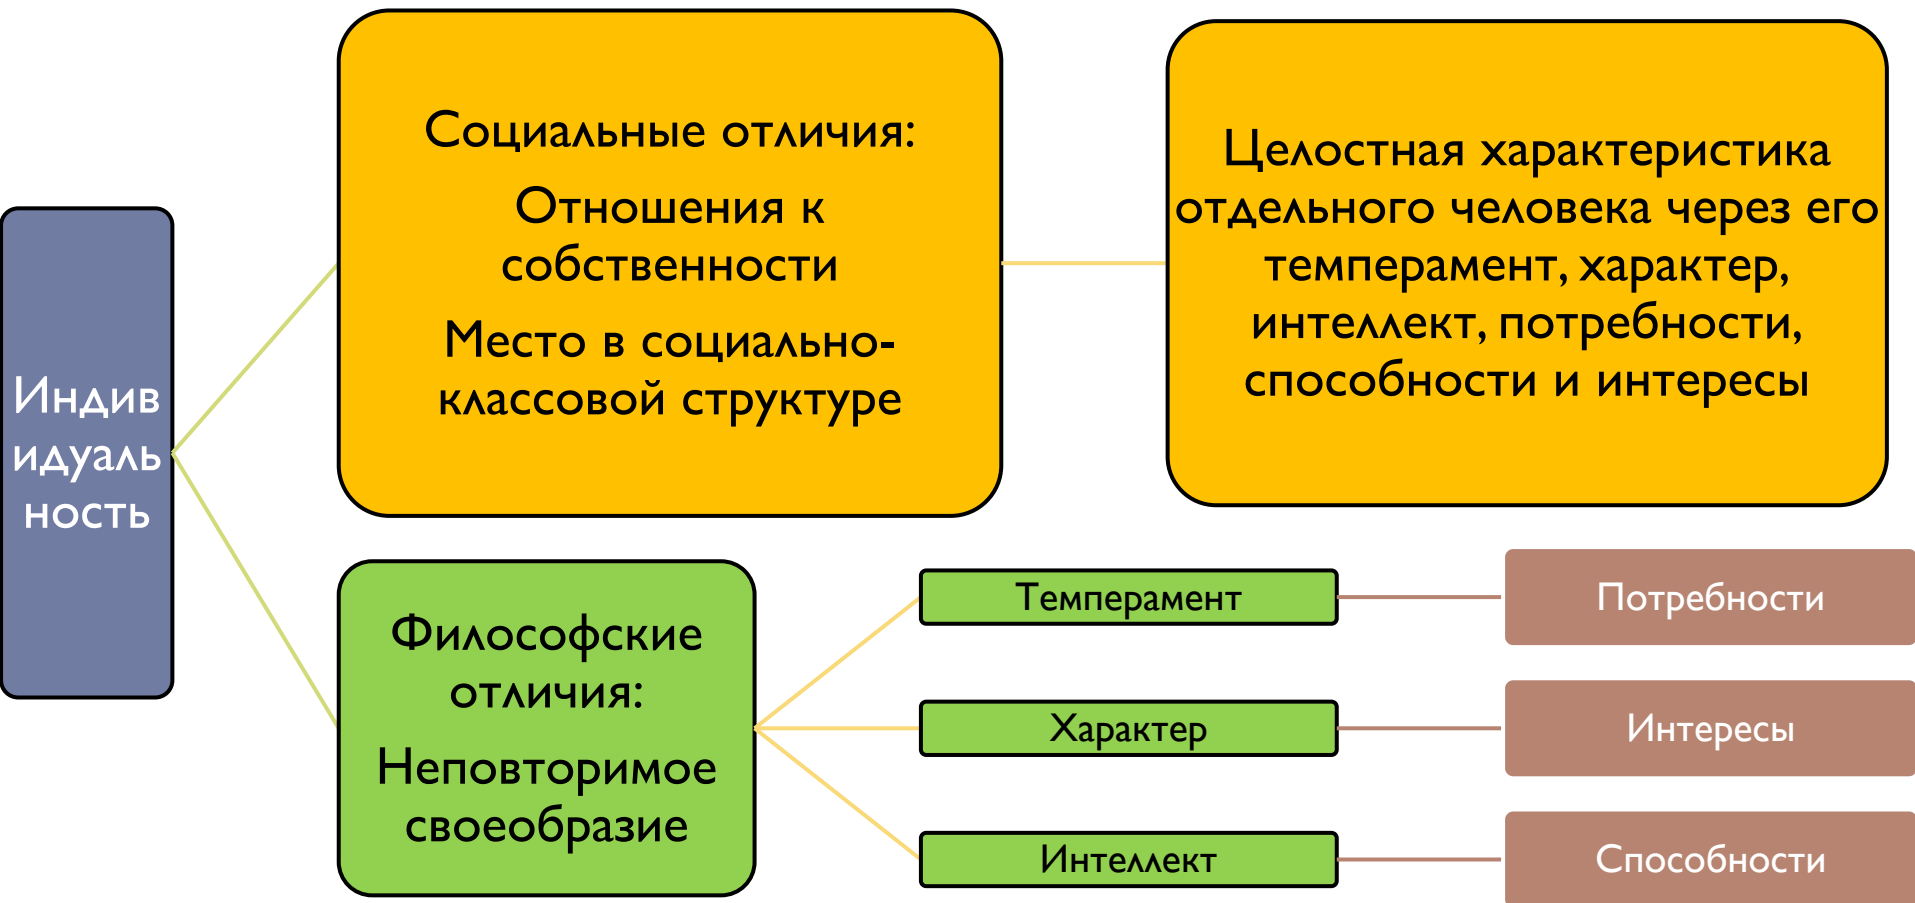 Индив
идуаль
ность
Социальные отличия:
Отношения к
собственности
Место в социально-
классовой структуре
Целостная характеристика
отдельного человека через его
темперамент, характер,
интеллект, потребности,
способности и интересы
Философские
отличия:
Неповторимое
своеобразие
Темперамент
Потребности
Характер
Интересы
Интеллект
Способности